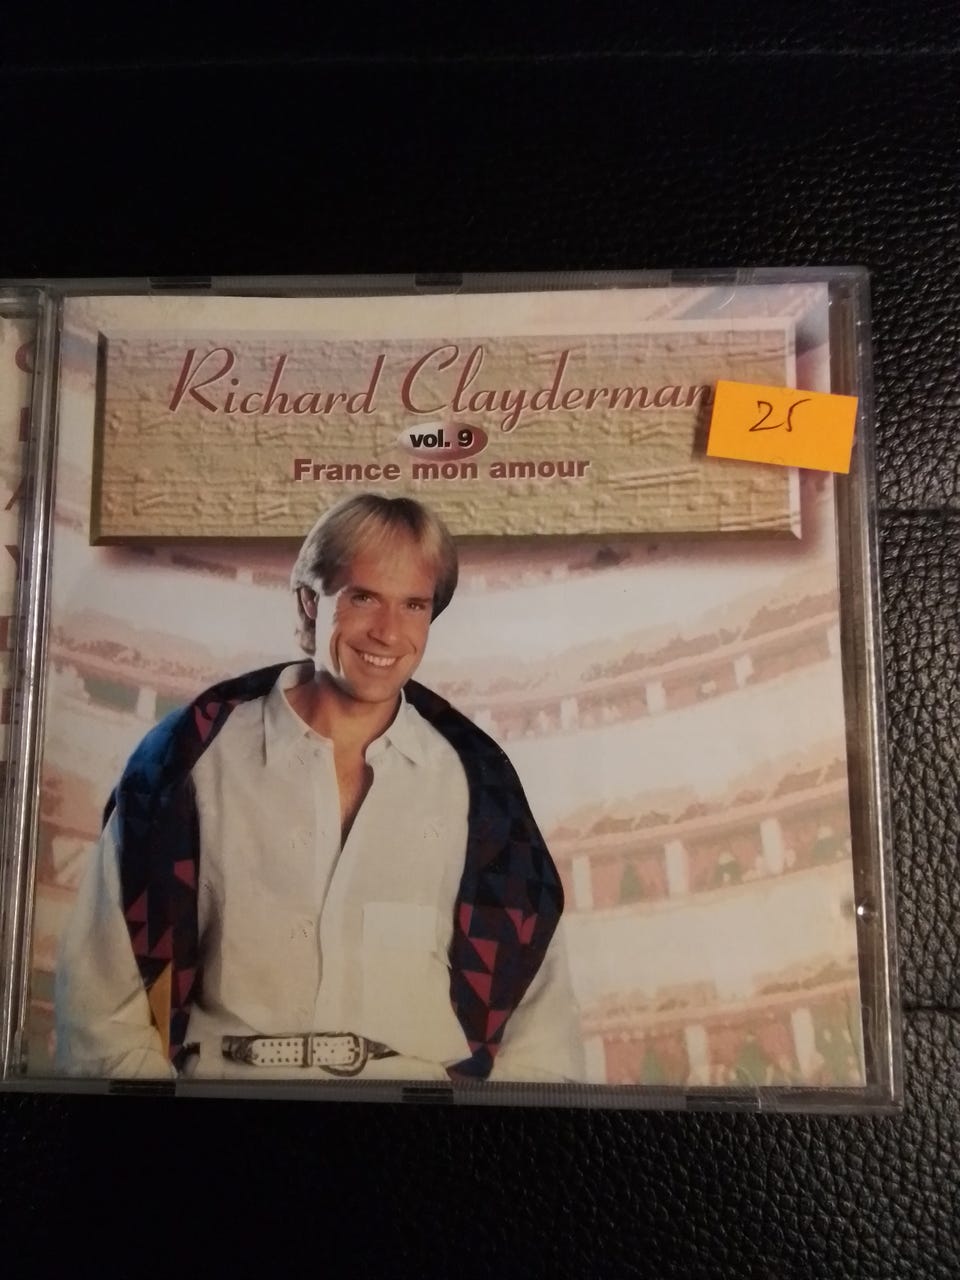 Richard Clayderman
25
vol. 9
France mon amour